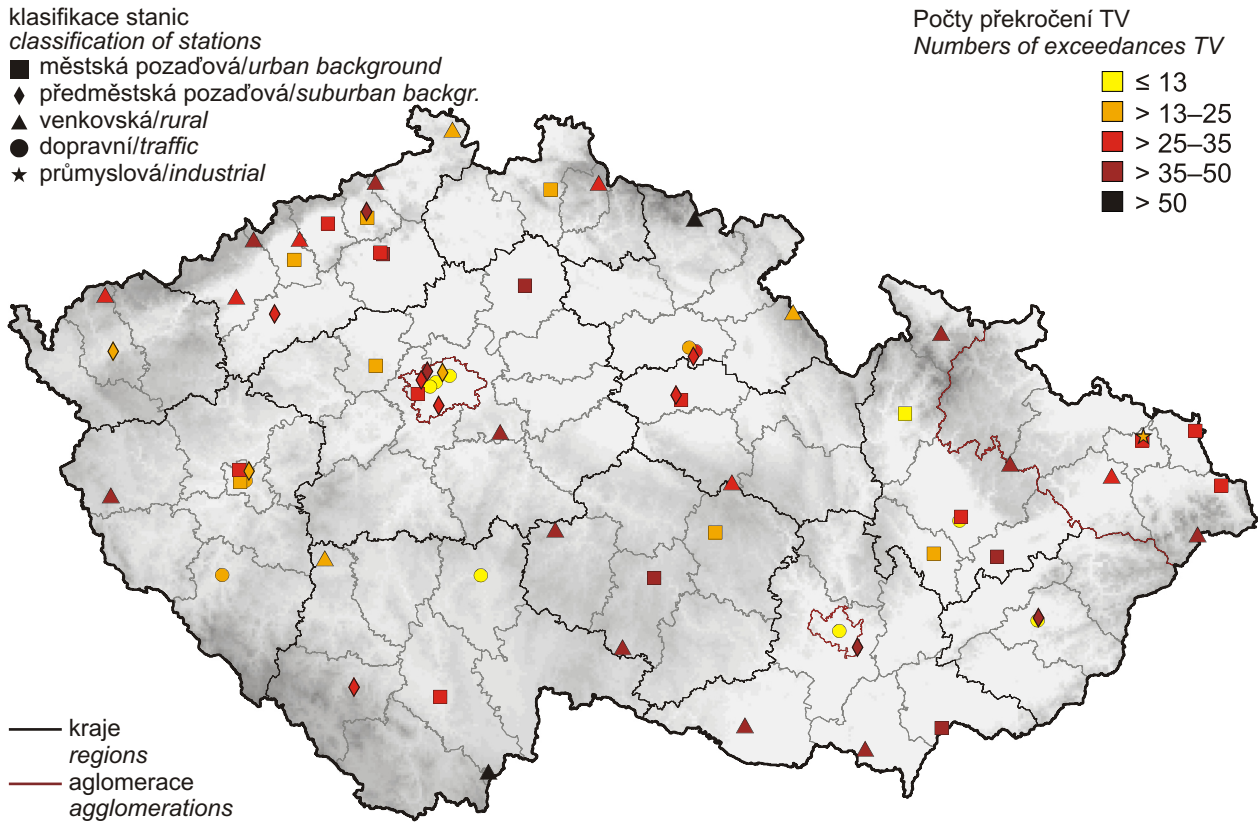 klasifikace stanic
classification of stations
městská pozaďová/urban background
předměstská pozaďová/suburban backgr.
venkovská/rural
dopravní/traffic
průmyslová/industrial
Počty překročení TV
Numbers of exceedances TV
≤ 13
> 13–25
> 25–35
> 35–50
> 50
kraje
regions
aglomerace
agglomerations